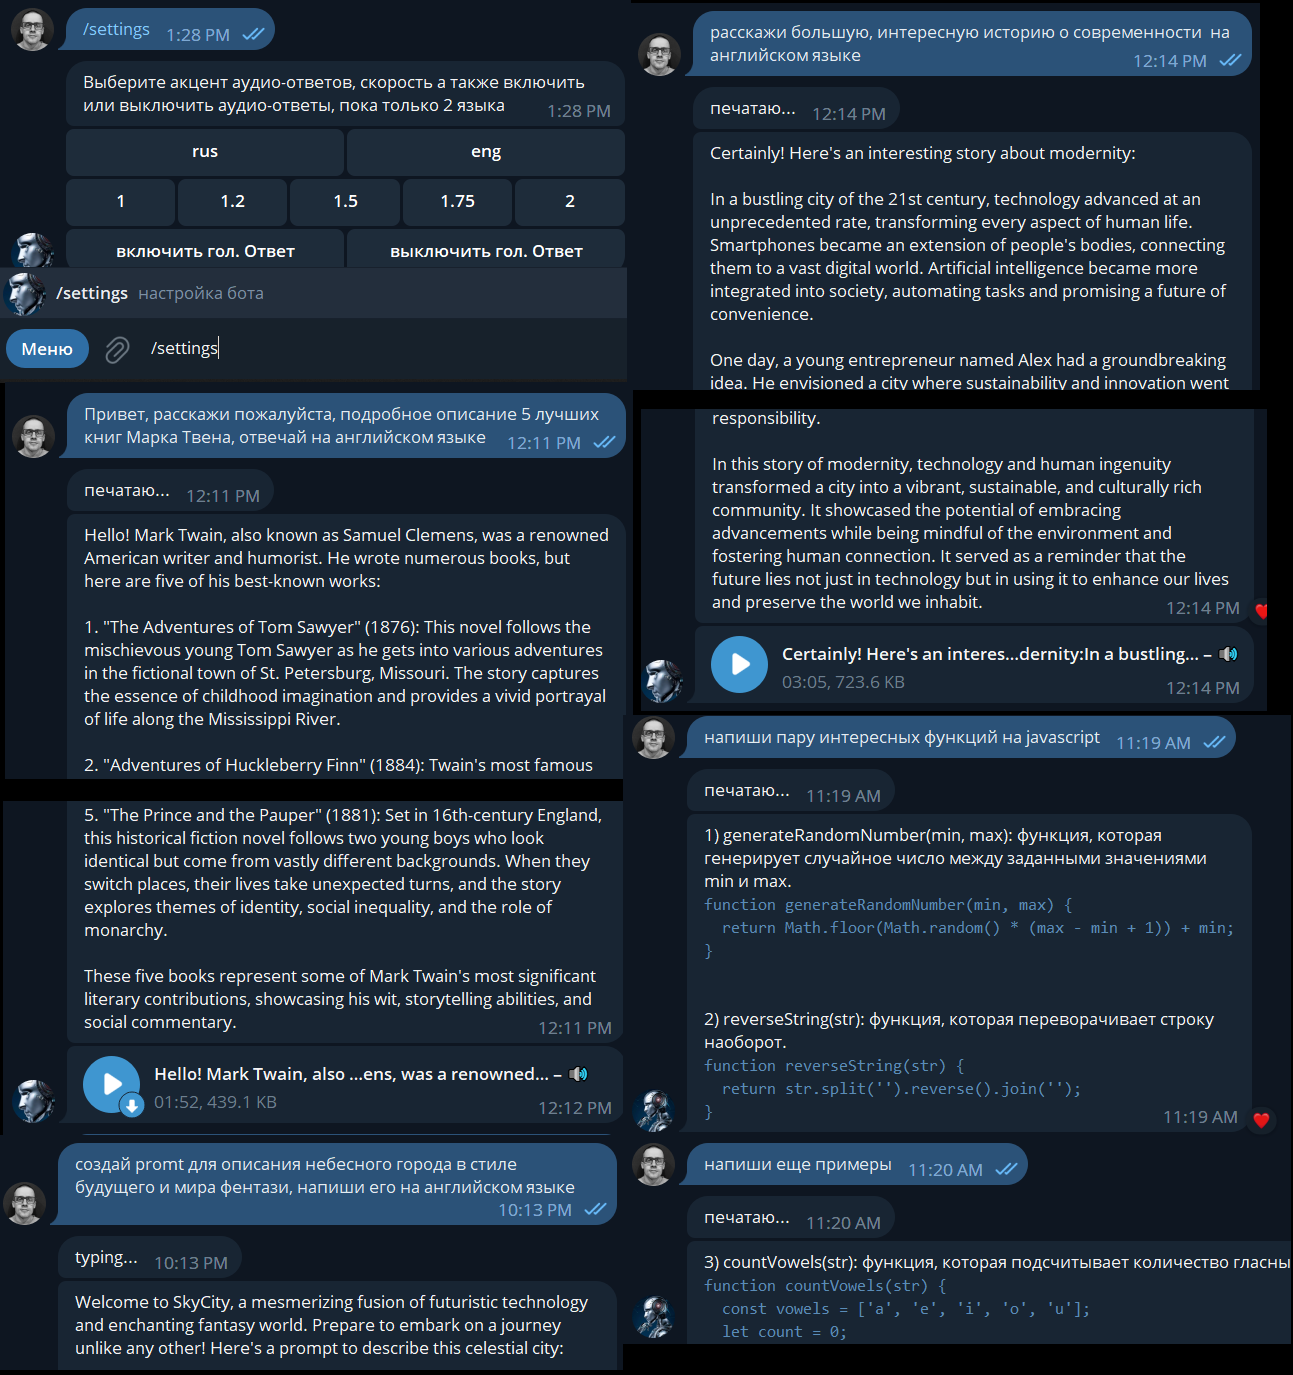 /settings 1:28 PM
Выберите акцент аудио-ответов, скорость а также включить
или выключить аудио-ответы, пока только 2 языка 1:28 PM
rus eng
1 1.2 1.5 1.75 2
включить гол. Ответ выключить гол. Ответ
/settings настройка бота
Меню /settings
Привет, расскажи пожалуйста, подробное описание 5 лучших
книг Марка Твена, отвечай на английском языке 12:11 PM
печатаю... 12:11 PM
Hello! Mark Twain, also known as Samuel Clemens, was a renowned
American writer and humorist. He wrote numerous books, but
here are five of his best-known works:
1. "The Adventures of Tom Sawyer" (1876): This novel follows the
mischievous young Tom Sawyer as he gets into various adventures
in the fictional town of St. Petersburg, Missouri. The story captures
the essence of childhood imagination and provides a vivid portrayal
of life along the Mississippi River.
2. "Adventures of Huckleberry Finn" (1884): Twain's most famous
5. "The Prince and the Pauper" (1881): Set in 16th-century England,
this historical fiction novel follows two young boys who look
identical but come from vastly different backgrounds. When they
switch places, their lives take unexpected turns, and the story
explores themes of identity, social inequality, and the role of
monarchy.
These five books represent some of Mark Twain's most significant
literary contributions, showcasing his wit, storytelling abilities, and
social commentary. 12:11 PM
Hello! Mark Twain, also ...ens, was a renowned... – 🔊
01:52, 439.1 KB 12:12 PM
создай promt для описания небесного города в стиле
будущего и мира фентази, напиши его на английском языке
10:13 PM
typing... 10:13 PM
Welcome to SkyCity, a mesmerizing fusion of futuristic technology
and enchanting fantasy world. Prepare to embark on a journey
unlike any other! Here's a prompt to describe this celestial city:
расскажи большую, интересную историю о современности на
английском языке 12:14 PM
печатаю... 12:14 PM
Certainly! Here's an interesting story about modernity:
In a bustling city of the 21st century, technology advanced at an
unprecedented rate, transforming every aspect of human life.
Smartphones became an extension of people's bodies, connecting
them to a vast digital world. Artificial intelligence became more
integrated into society, automating tasks and promising a future of
convenience.
One day, a young entrepreneur named Alex had a groundbreaking
idea. He envisioned a city where sustainability and innovation went
responsibility.
In this story of modernity, technology and human ingenuity
transformed a city into a vibrant, sustainable, and culturally rich
community. It showcased the potential of embracing
advancements while being mindful of the environment and
fostering human connection. It served as a reminder that the
future lies not just in technology but in using it to enhance our lives
and preserve the world we inhabit. 12:14 PM
Certainly! Here's an interes...dernity:In a bustling... – 🔊
03:05, 723.6 KB 12:14 PM
напиши пару интересных функций на javascript 11:19 AM
печатаю... 11:19 AM
1) generateRandomNumber(min, max): функция, которая
генерирует случайное число между заданными значениями
min и max.
function generateRandomNumber(min, max) {
return Math.floor(Math.random() * (max - min + 1)) + min;
}
2) reverseString(str): функция, которая переворачивает строку
наоборот.
function reverseString(str) {
return str.split('').reverse().join('');
}
11:19 AM
напиши еще примеры 11:20 AM
печатаю... 11:20 AM
3) countVowels(str): функция, которая подсчитывает количество гласны
function countVowels(str) {
const vowels = ['a', 'e', 'i', 'o', 'u'];
let count = 0;